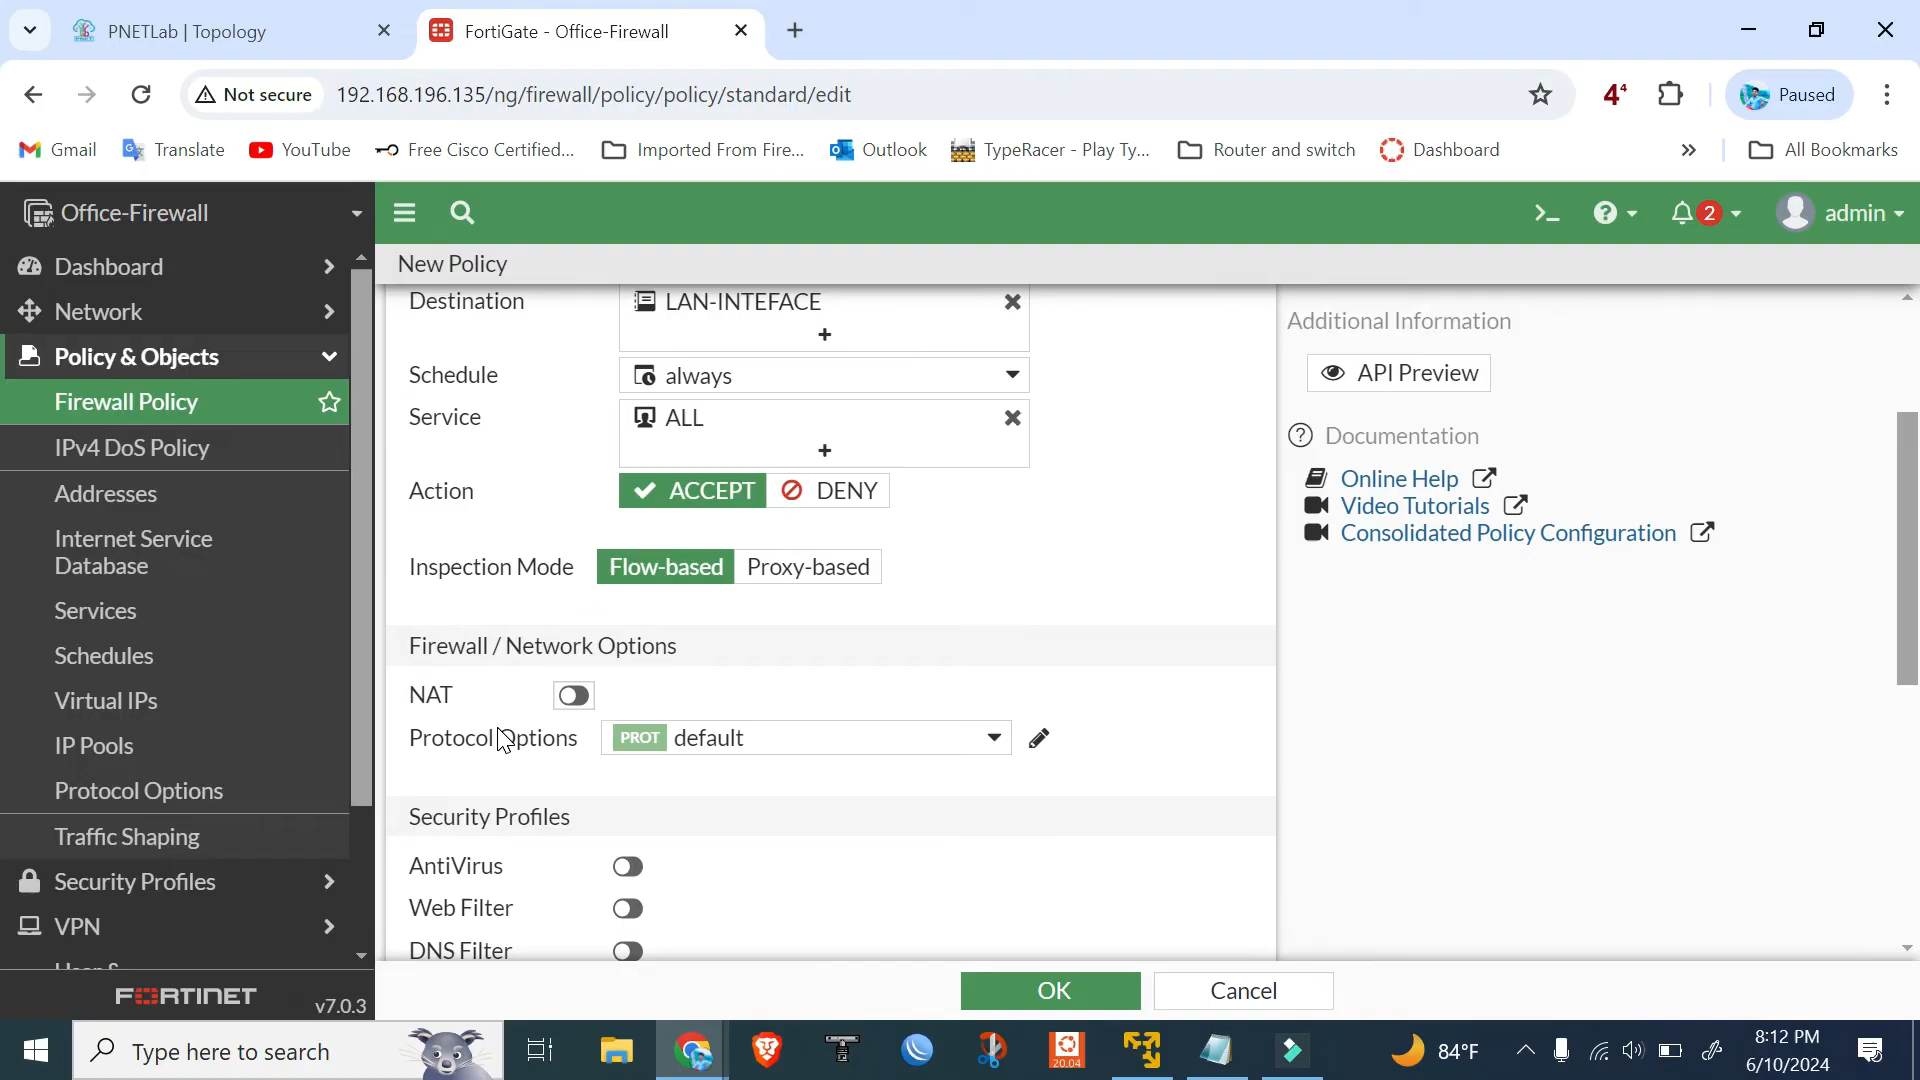 PNETLab | Topology
FortiGate - Office-Firewall
Not secure
192.168.196.135/ng/firewall/policy/policy/standard/edit
4⁴
Paused
Gmail
Translate
YouTube
Free Cisco Certified...
Imported From Fire...
Outlook
TypeRacer - Play Ty...
Router and switch
Dashboard
»
All Bookmarks
Office-Firewall
2
admin
Dashboard
Network
Policy & Objects
Firewall Policy
IPv4 DoS Policy
Addresses
Internet Service
Database
Services
Schedules
Virtual IPs
IP Pools
Protocol Options
Traffic Shaping
Security Profiles
VPN
FORTINET
v7.0.3
New Policy
Destination
LAN-INTEFACE
Schedule
always
Service
ALL
Action
ACCEPT
DENY
Inspection Mode
Flow-based
Proxy-based
Firewall / Network Options
NAT
Protocol Options
PROT
default
Security Profiles
AntiVirus
Web Filter
DNS Filter
OK
Cancel
Additional Information
API Preview
Documentation
Online Help
Video Tutorials
Consolidated Policy Configuration
Type here to search
20.04
84°F
8:12 PM
6/10/2024